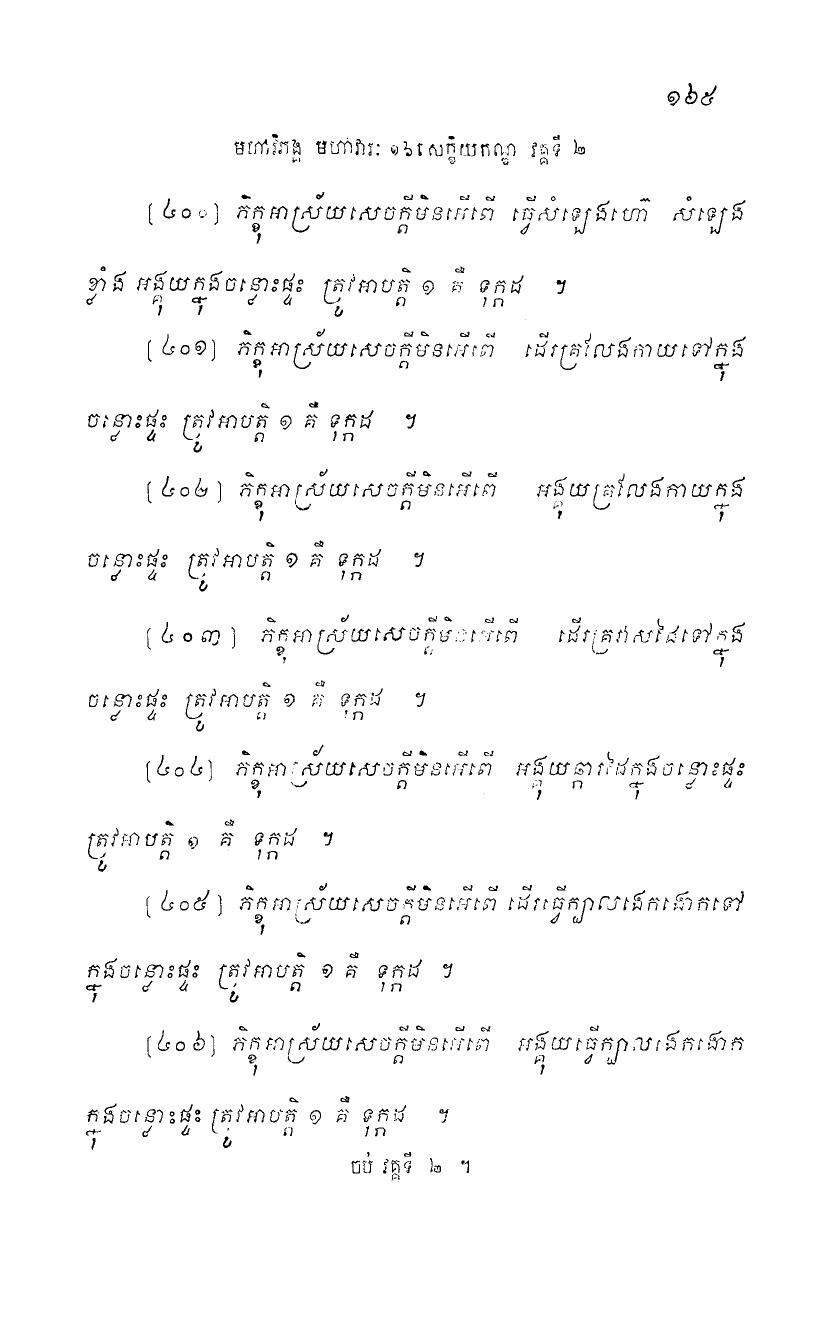 ១៦៥
មហាវិភង្គ មហាវារៈ ១៦ សេក្ខិយកណ្ឌ វគ្គទី ២
[៤០០] ភិក្ខុអាស្រ័យសេចក្តីមិនអើពើ ធ្វើសំឡេងហ៊ោ សំឡេង
ខ្លាំង អង្គុយក្នុងចន្លោះផ្ទះ ត្រូវអាបត្តិ ១ គឺ ទុក្កដ ។
[៤០១] ភិក្ខុអាស្រ័យសេចក្តីមិនអើពើ ដើរគ្រលែងកាយទៅក្នុង
ចន្លោះផ្ទះ ត្រូវអាបត្តិ ១ គឺ ទុក្កដ ។
[៤០២] ភិក្ខុអាស្រ័យសេចក្តីមិនអើពើ អង្គុយគ្រលែងកាយក្នុង
ចន្លោះផ្ទះ ត្រូវអាបត្តិ ១ គឺ ទុក្កដ ។
[៤០៣] ភិក្ខុអាស្រ័យសេចក្តីមិនអើពើ ដើរគ្រវាសដៃទៅក្នុង
ចន្លោះផ្ទះ ត្រូវអាបត្តិ ១ គឺ ទុក្កដ ។
[៤០៤] ភិក្ខុអាស្រ័យសេចក្តីមិនអើពើ អង្គុយឆ្ការដៃក្នុងចន្លោះផ្ទះ
ត្រូវអាបត្តិ ១ គឺ ទុក្កដ ។
[៤០៥] ភិក្ខុអាស្រ័យសេចក្តីមិនអើពើ ដើរធ្វើក្បាលងេកងោកទៅ
ក្នុងចន្លោះផ្ទះ ត្រូវអាបត្តិ ១ គឺ ទុក្កដ ។
[៤០៦] ភិក្ខុអាស្រ័យសេចក្តីមិនអើពើ អង្គុយធ្វើក្បាលងេកងោក
ក្នុងចន្លោះផ្ទះ ត្រូវអាបត្តិ ១ គឺ ទុក្កដ ។
ចប់ វគ្គទី ២ ។